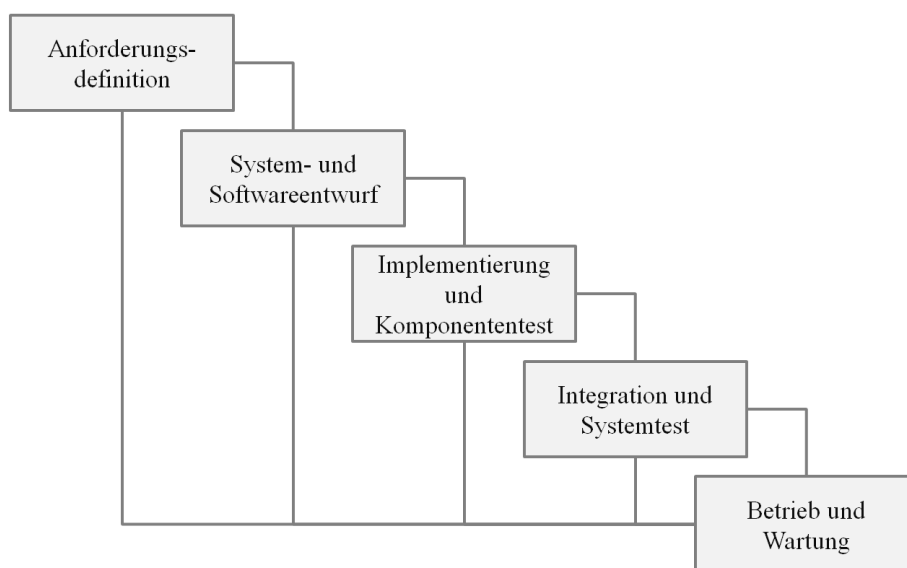 Anforderungs-
definition
System- und
Softwareentwurf
Implementierung
und
Komponententest
Integration und
Systemtest
Betrieb und
Wartung